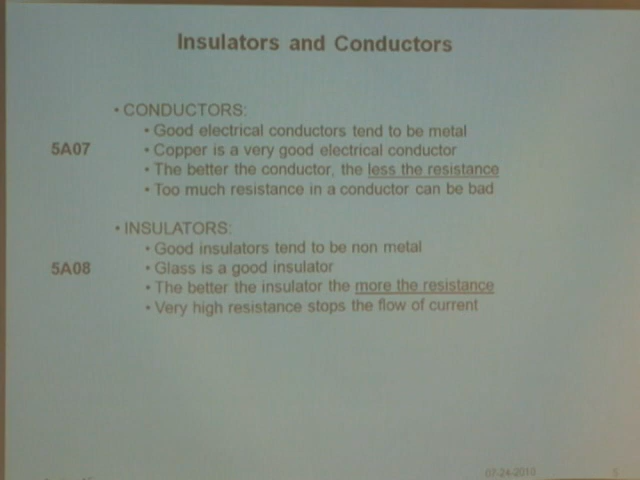 Insulators and Conductors
• CONDUCTORS:
• Good electrical conductors tend to be metal
5A07
• Copper is a very good electrical conductor
• The better the conductor, the less the resistance
• Too much resistance in a conductor can be bad
• INSULATORS:
• Good insulators tend to be non metal
5A08
• Glass is a good insulator
• The better the insulator the more the resistance
• Very high resistance stops the flow of current
07-24-2010
5